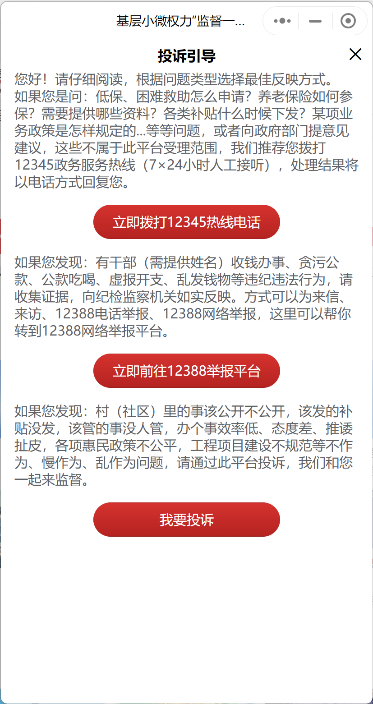 基层小微权力“监督一...
投诉引导
您好！请仔细阅读，根据问题类型选择最佳反映方式。
如果您是问：低保、困难救助怎么申请？养老保险如何参
保？需要提供哪些资料？各类补贴什么时候下发？某项业
务政策是怎样规定的...等等问题，或者向政府部门提意见
建议，这些不属于此平台受理范围，我们推荐您拨打
12345政务服务热线（7×24小时人工接听），处理结果将
以电话方式回复您。
立即拨打12345热线电话
如果您发现：有干部（需提供姓名）收钱办事、贪污公
款、公款吃喝、虚报开支、乱发钱物等违纪违法行为，请
收集证据，向纪检监察机关如实反映。方式可以为来信、
来访、12388电话举报、12388网络举报，这里可以帮你
转到12388网络举报平台。
立即前往12388举报平台
如果您发现：村（社区）里的事该公开不公开，该发的补
贴没发，该管的事没人管，办个事效率低、态度差、推诿
扯皮，各项惠民政策不公平，工程项目建设不规范等不作
为、慢作为、乱作为问题，请通过此平台投诉，我们和您
一起来监督。
我要投诉